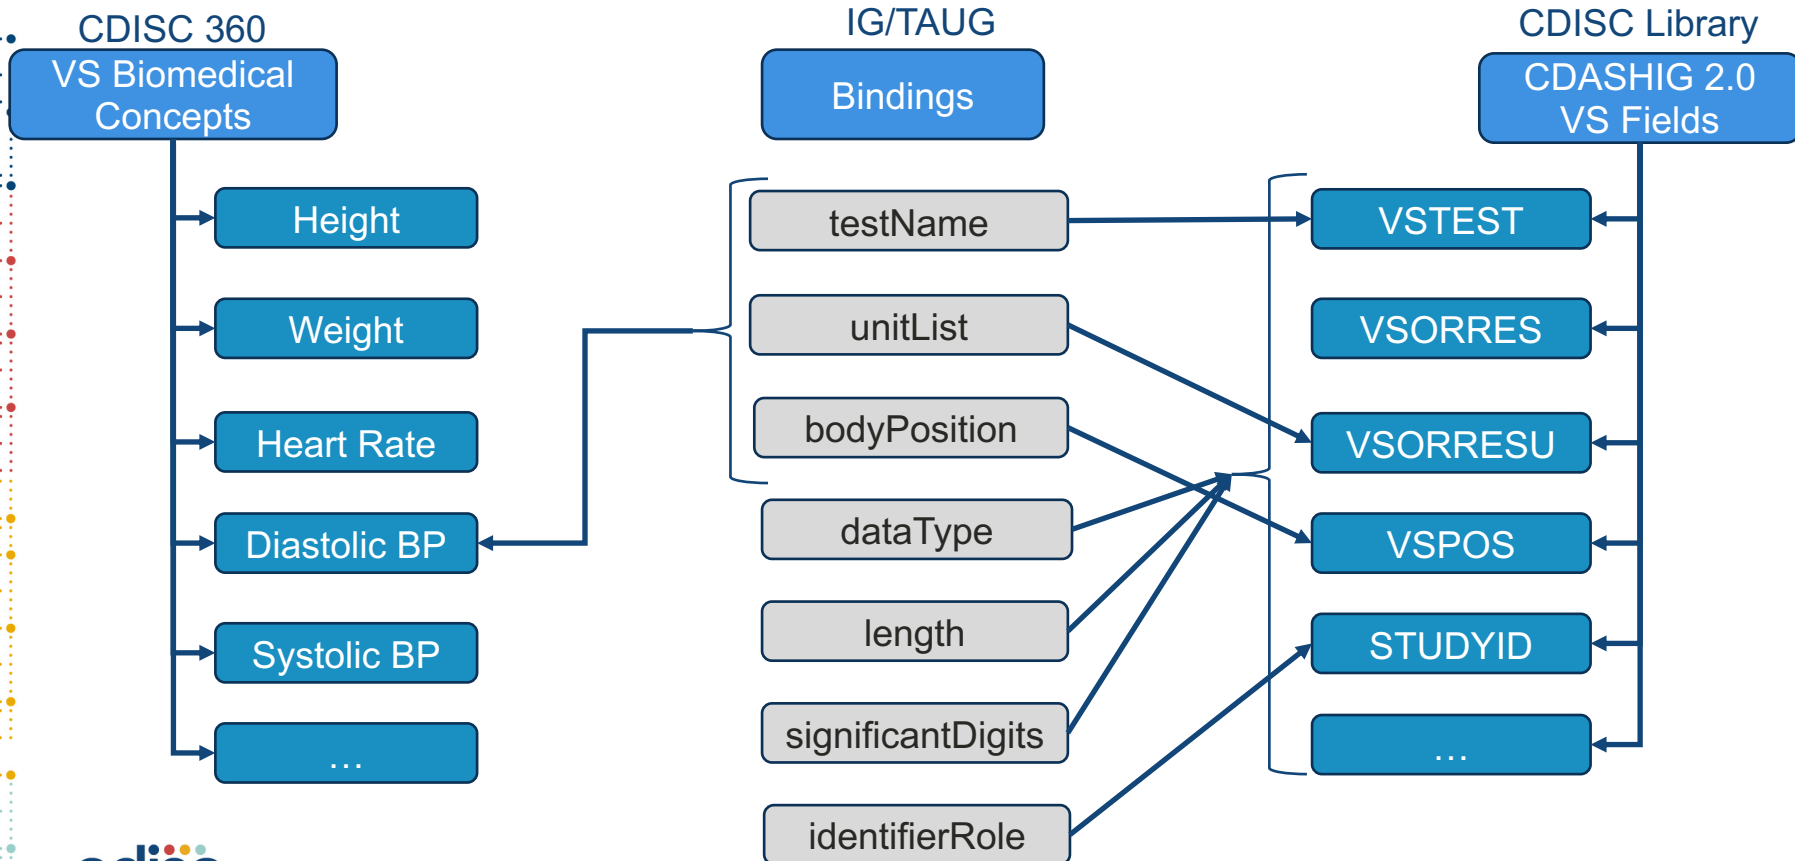 CDISC 360
VS Biomedical
Concepts
Height
Weight
Heart Rate
Diastolic BP
Systolic BP
...
IG/TAUG
Bindings
testName
unitList
bodyPosition
dataType
length
significantDigits
identifierRole
CDISC Library
CDASHIG 2.0
VS Fields
VSTEST
VSORRES
VSORRESU
VSPOS
STUDYID
...